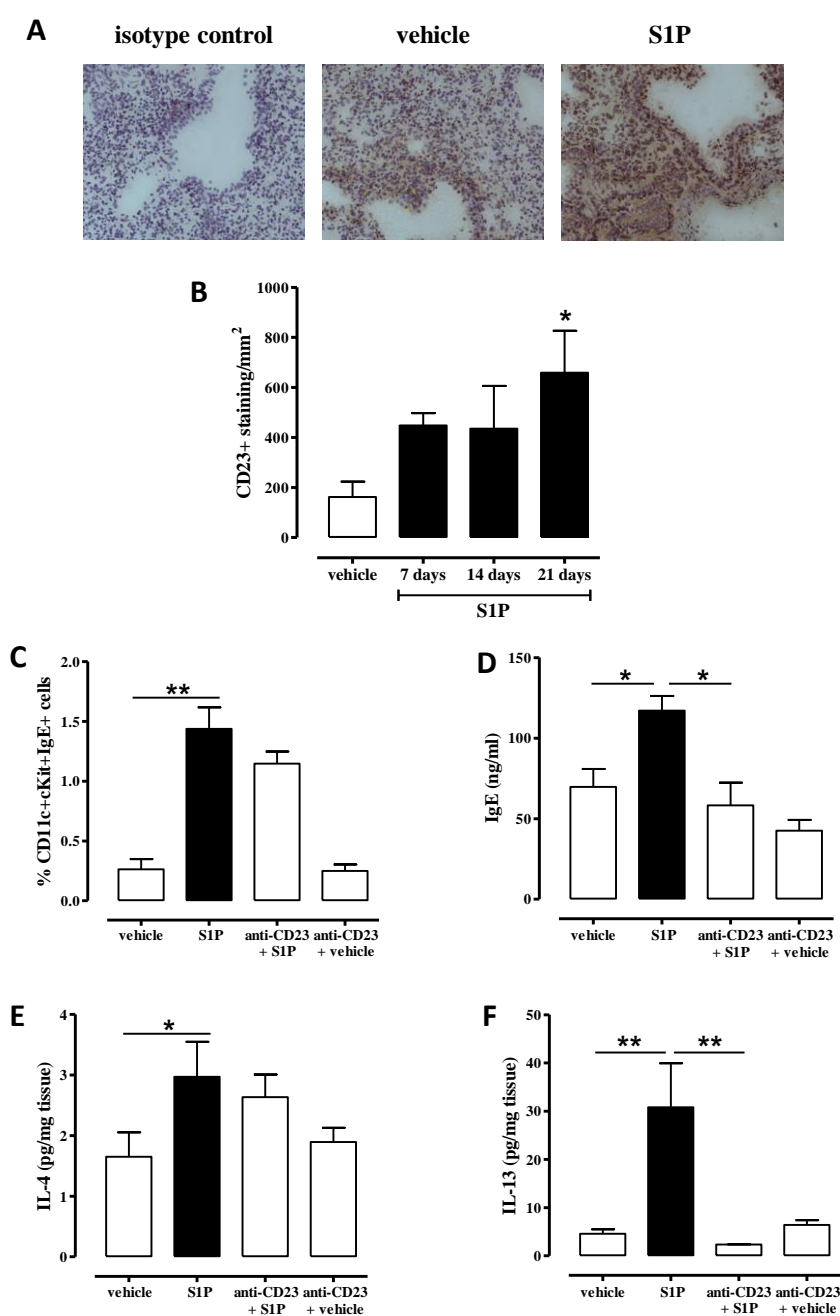 A
isotype control vehicle S1P
B
1000
800
600
400
200
0
CD23+ staining/mm²
*
vehicle 7 days 14 days 21 days
S1P
C
2.0
1.5
1.0
0.5
0.0
% CD11c+cKit+IgE+ cells
**
vehicle S1P anti-CD23 anti-CD23
+ S1P + vehicle
D
150
100
50
0
IgE (ng/ml)
* *
vehicle S1P anti-CD23 anti-CD23
+ S1P + vehicle
E
4
3
2
1
0
IL-4 (pg/mg tissue)
*
vehicle S1P anti-CD23 anti-CD23
+ S1P + vehicle
F
50
40
30
20
10
0
IL-13 (pg/mg tissue)
** **
vehicle S1P anti-CD23 anti-CD23
+ S1P + vehicle